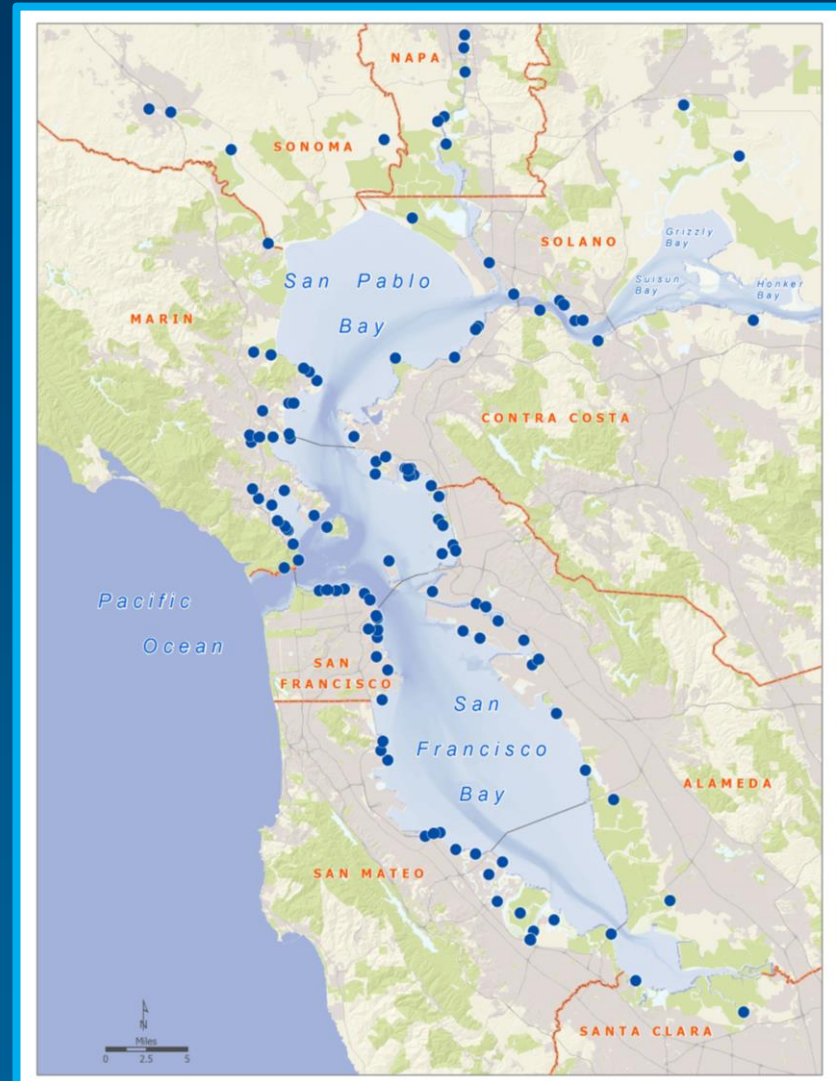 NAPA
SONOMA
SOLANO
Grizzly
Bay
Suisun
Bay
Honker
Bay
San Pablo
Bay
MARIN
CONTRA COSTA
Pacific
Ocean
SAN
FRANCISCO
San
Francisco
Bay
ALAMEDA
SAN MATEO
SANTA CLARA
N
Miles
0 2.5 5